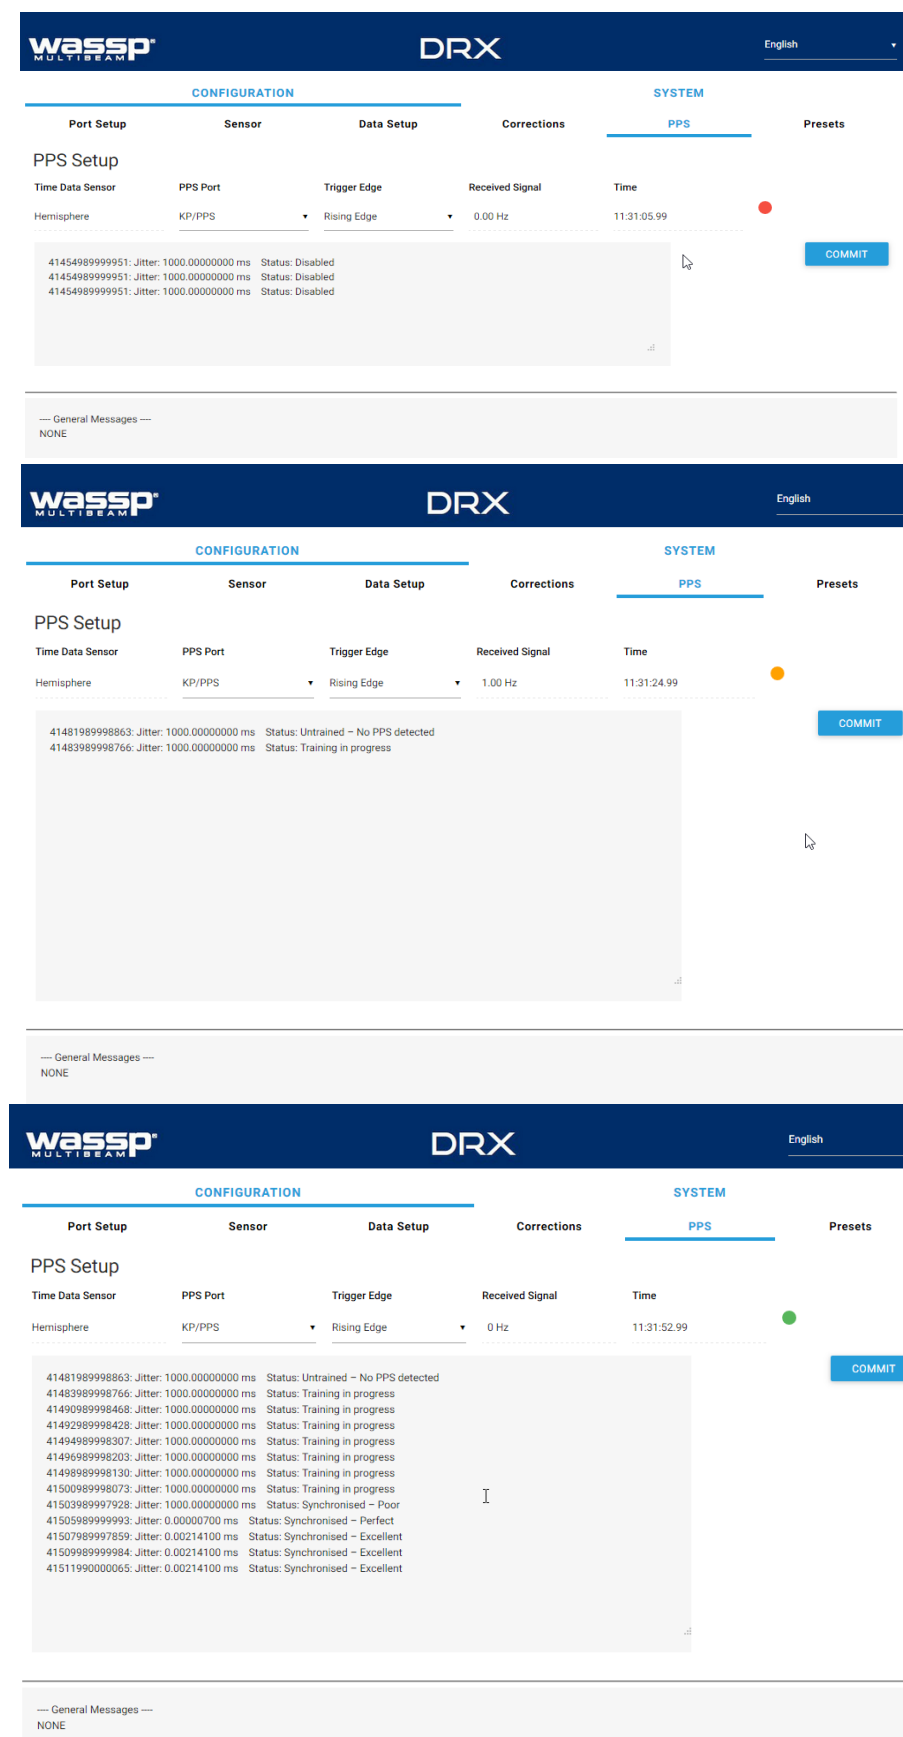 wassp®
MULTIBEAM
DRX
English
CONFIGURATION SYSTEM
Port Setup Sensor Data Setup Corrections PPS Presets
PPS Setup
Time Data Sensor PPS Port Trigger Edge Received Signal Time
Hemisphere KP/PPS Rising Edge 0.00 Hz 11:31:05.99
COMMIT
41454989999951: Jitter: 1000.00000000 ms Status: Disabled
41454989999951: Jitter: 1000.00000000 ms Status: Disabled
41454989999951: Jitter: 1000.00000000 ms Status: Disabled
---- General Messages ----
NONE
wassp®
MULTIBEAM
DRX
English
CONFIGURATION SYSTEM
Port Setup Sensor Data Setup Corrections PPS Presets
PPS Setup
Time Data Sensor PPS Port Trigger Edge Received Signal Time
Hemisphere KP/PPS Rising Edge 1.00 Hz 11:31:24.99
COMMIT
41481989998863: Jitter: 1000.00000000 ms Status: Untrained – No PPS detected
41483989998766: Jitter: 1000.00000000 ms Status: Training in progress
---- General Messages ----
NONE
wassp®
MULTIBEAM
DRX
English
CONFIGURATION SYSTEM
Port Setup Sensor Data Setup Corrections PPS Presets
PPS Setup
Time Data Sensor PPS Port Trigger Edge Received Signal Time
Hemisphere KP/PPS Rising Edge 0 Hz 11:31:52.99
COMMIT
41481989998863: Jitter: 1000.00000000 ms Status: Untrained – No PPS detected
41483989998766: Jitter: 1000.00000000 ms Status: Training in progress
41490989998468: Jitter: 1000.00000000 ms Status: Training in progress
41492989998428: Jitter: 1000.00000000 ms Status: Training in progress
41494989998307: Jitter: 1000.00000000 ms Status: Training in progress
41496989998203: Jitter: 1000.00000000 ms Status: Training in progress
41498989998130: Jitter: 1000.00000000 ms Status: Training in progress
41500989998073: Jitter: 1000.00000000 ms Status: Training in progress
41503989997928: Jitter: 1000.00000000 ms Status: Synchronised – Poor
41505989999993: Jitter: 0.00000700 ms Status: Synchronised – Perfect
41507989997859: Jitter: 0.00214100 ms Status: Synchronised – Excellent
41509989999984: Jitter: 0.00214100 ms Status: Synchronised – Excellent
41511990000065: Jitter: 0.00214100 ms Status: Synchronised – Excellent
---- General Messages ----
NONE